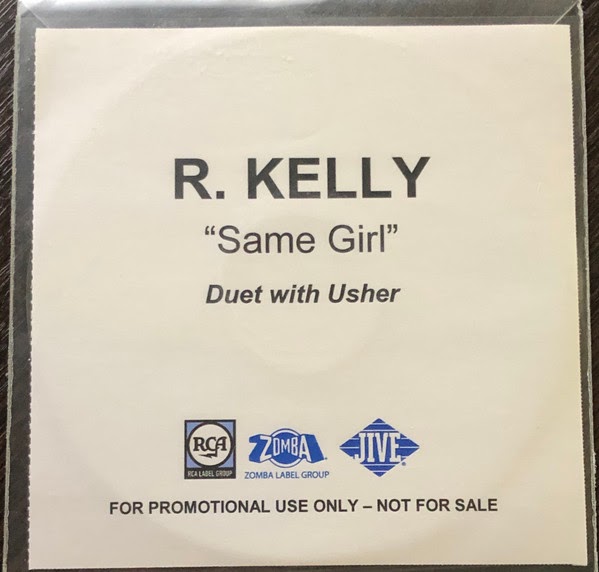 R. KELLY
“Same Girl”
Duet with Usher
RCA
RCA LABEL GROUP
ZOMBA
ZOMBA LABEL GROUP
JIVE
FOR PROMOTIONAL USE ONLY – NOT FOR SALE